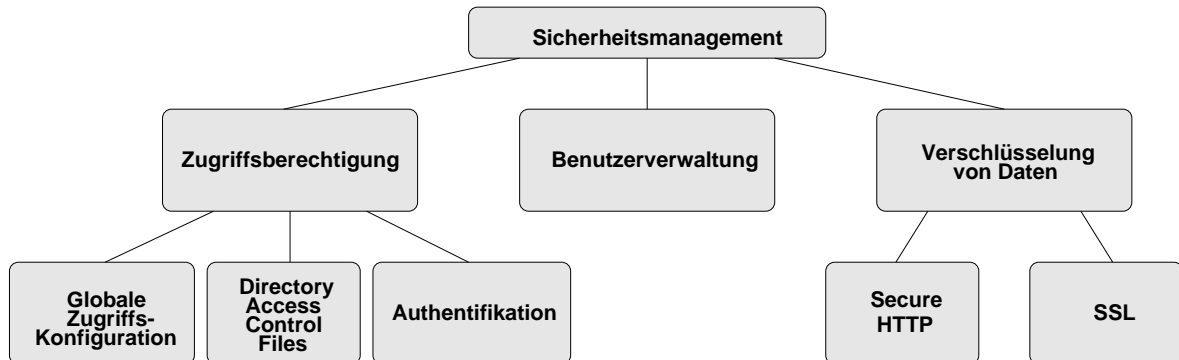 Sicherheitsmanagement
Zugriffsberechtigung
Benutzerverwaltung
Verschlüsselung
von Daten
Globale
Zugriffs-
Konfiguration
Directory
Access
Control
Files
Authentifikation
Secure
HTTP
SSL